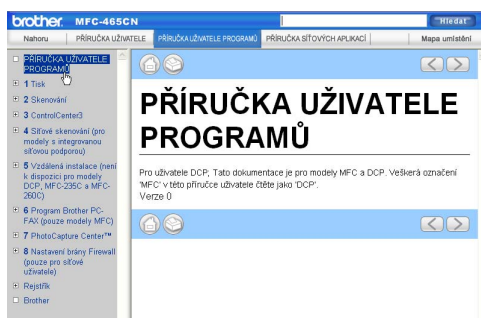 brother. MFC-465CN
Hledat
Nahoru
PŘÍRUČKA UŽIVATELE
PŘÍRUČKA UŽIVATELE PROGRAMŮ
PŘÍRUČKA SÍŤOVÝCH APLIKACÍ
Mapa umístění
PŘÍRUČKA UŽIVATELE
PROGRAMŮ
1 Tisk
2 Skenování
3 ControlCenter3
4 Síťové skenování (pro
modely s integrovanou
síťovou podporou)
5 Vzdálená instalace (není
k dispozici pro modely
DCP, MFC-235C a MFC-
260C)
6 Program Brother PC-
FAX (pouze modely MFC)
7 PhotoCapture Center™
8 Nastavení brány Firewall
(pouze pro síťové
uživatele)
Rejstřík
Brother
PŘÍRUČKA UŽIVATELE
PROGRAMŮ
Pro uživatele DCP; Tato dokumentace je pro modely MFC a DCP. Veškerá označení
'MFC' v této příručce uživatele čtěte jako 'DCP'.
Verze 0